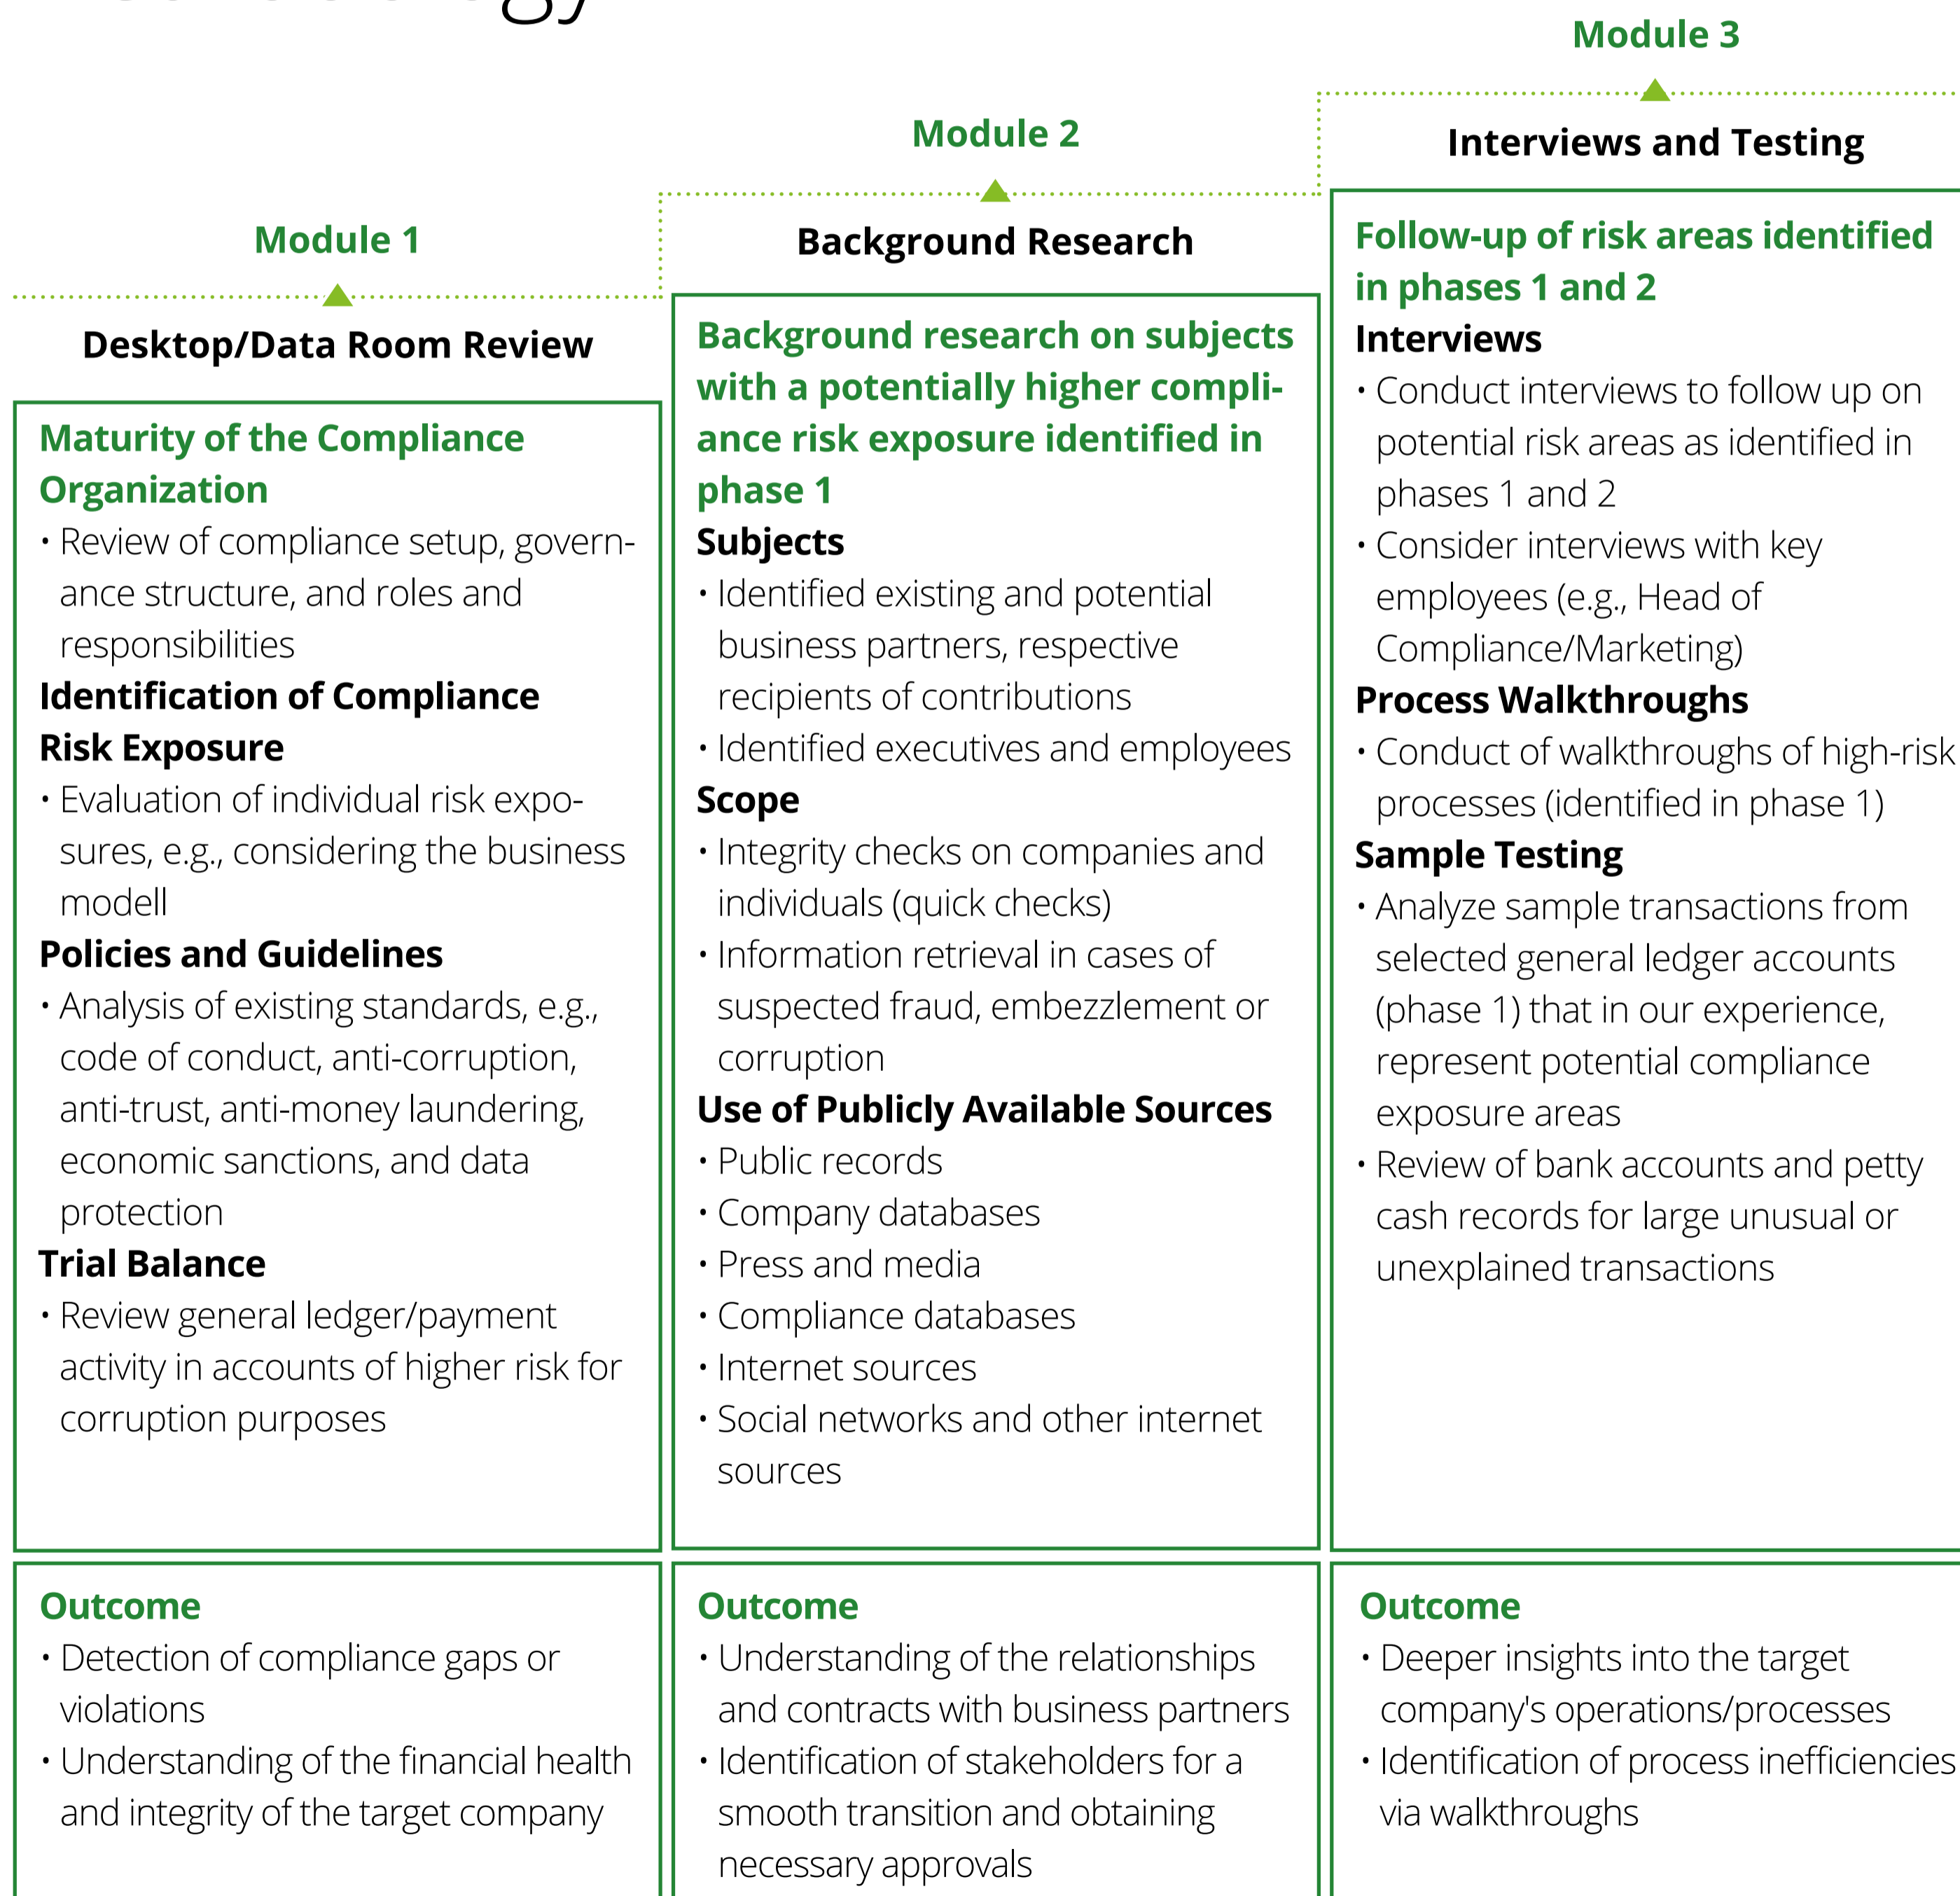 Module 1
Desktop/Data Room Review
Maturity of the Compliance
Organization
• Review of compliance setup, govern-
ance structure, and roles and
responsibilities
Identification of Compliance
Risk Exposure
• Evaluation of individual risk expo-
sures, e.g., considering the business
modell
Policies and Guidelines
• Analysis of existing standards, e.g.,
code of conduct, anti-corruption,
anti-trust, anti-money laundering,
economic sanctions, and data
protection
Trial Balance
• Review general ledger/payment
activity in accounts of higher risk for
corruption purposes
Outcome
• Detection of compliance gaps or
violations
• Understanding of the financial health
and integrity of the target company
Module 2
Background Research
Background research on subjects
with a potentially higher compli-
ance risk exposure identified in
phase 1
Subjects
• Identified existing and potential
business partners, respective
recipients of contributions
• Identified executives and employees
Scope
• Integrity checks on companies and
individuals (quick checks)
• Information retrieval in cases of
suspected fraud, embezzlement or
corruption
Use of Publicly Available Sources
• Public records
• Company databases
• Press and media
• Compliance databases
• Internet sources
• Social networks and other internet
sources
Outcome
• Understanding of the relationships
and contracts with business partners
• Identification of stakeholders for a
smooth transition and obtaining
necessary approvals
Module 3
Interviews and Testing
Follow-up of risk areas identified
in phases 1 and 2
Interviews
• Conduct interviews to follow up on
potential risk areas as identified in
phases 1 and 2
• Consider interviews with key
employees (e.g., Head of
Compliance/Marketing)
Process Walkthroughs
• Conduct of walkthroughs of high-risk
processes (identified in phase 1)
Sample Testing
• Analyze sample transactions from
selected general ledger accounts
(phase 1) that in our experience,
represent potential compliance
exposure areas
• Review of bank accounts and petty
cash records for large unusual or
unexplained transactions
Outcome
• Deeper insights into the target
company's operations/processes
• Identification of process inefficiencies
via walkthroughs